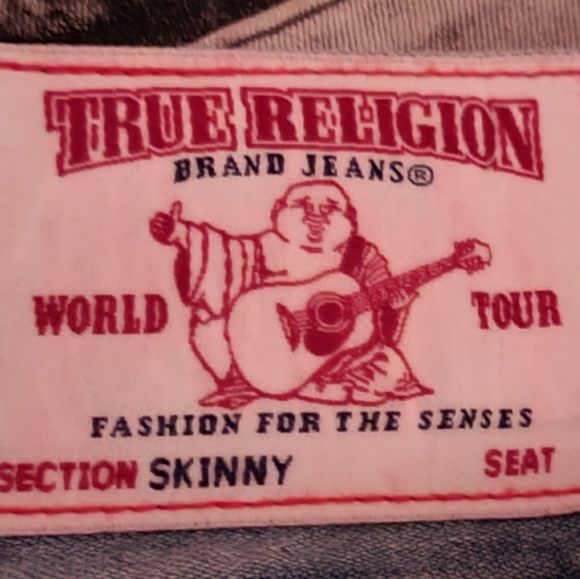 TRUE RELIGION
BRAND JEANS®
WORLD TOUR
FASHION FOR THE SENSES
SECTION SKINNY SEAT